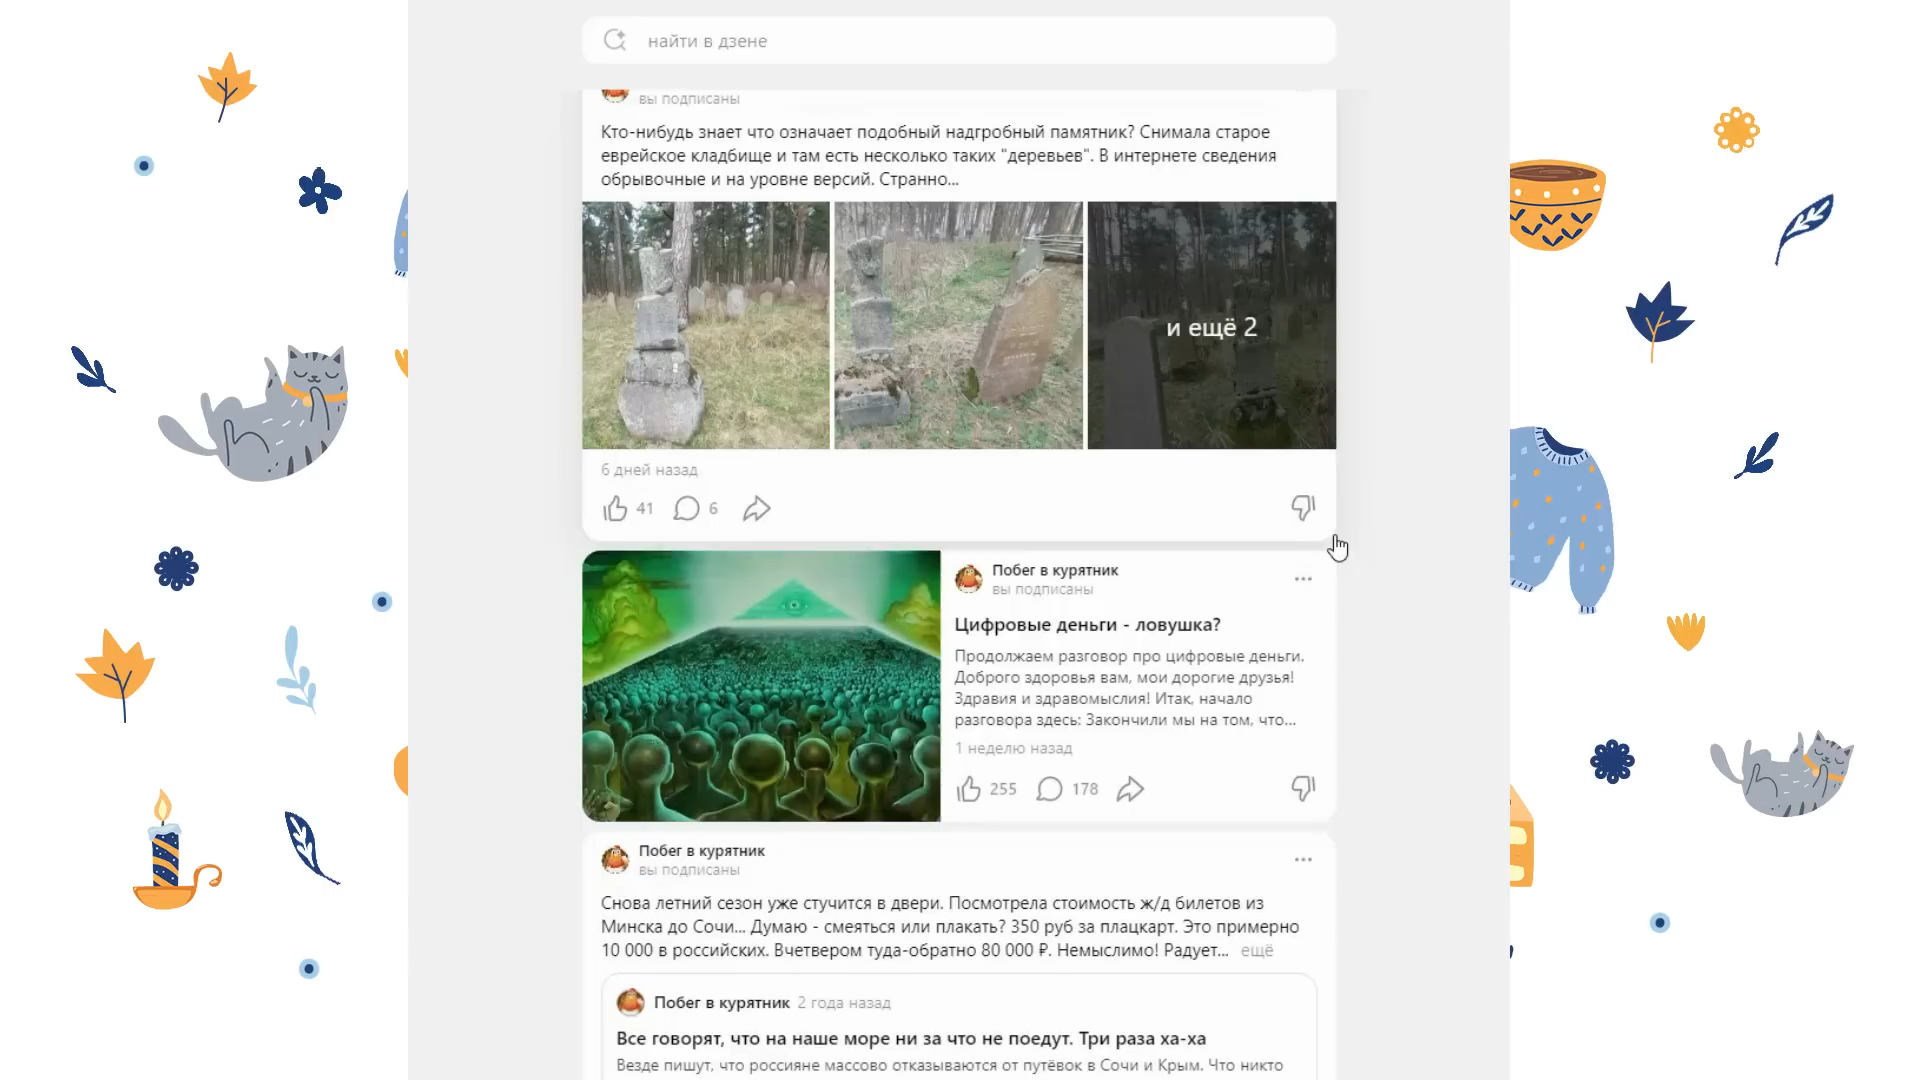 найти в дзене
вы подписаны
Кто-нибудь знает что означает подобный надгробный памятник? Снимала старое
еврейское кладбище и там есть несколько таких "деревьев". В интернете сведения
обрывочные и на уровне версий. Странно...
и ещё 2
6 дней назад
41 6
Побег в курятник
вы подписаны
Цифровые деньги - ловушка?
Продолжаем разговор про цифровые деньги.
Доброго здоровья вам, мои дорогие друзья!
Здравия и здравомыслия! Итак, начало
разговора здесь: Закончили мы на том, что...
1 неделю назад
255 178
Побег в курятник
вы подписаны
Снова летний сезон уже стучится в двери. Посмотрела стоимость ж/д билетов из
Минска до Сочи... Думаю - смеяться или плакать? 350 руб за плацкарт. Это примерно
10 000 в российских. Вчетвером туда-обратно 80 000 ₽. Немыслимо! Радует... ещё
Побег в курятник 2 года назад
Все говорят, что на наше море ни за что не поедут. Три раза ха-ха
Везде пишут, что россияне массово отказываются от путёвок в Сочи и Крым. Что никто